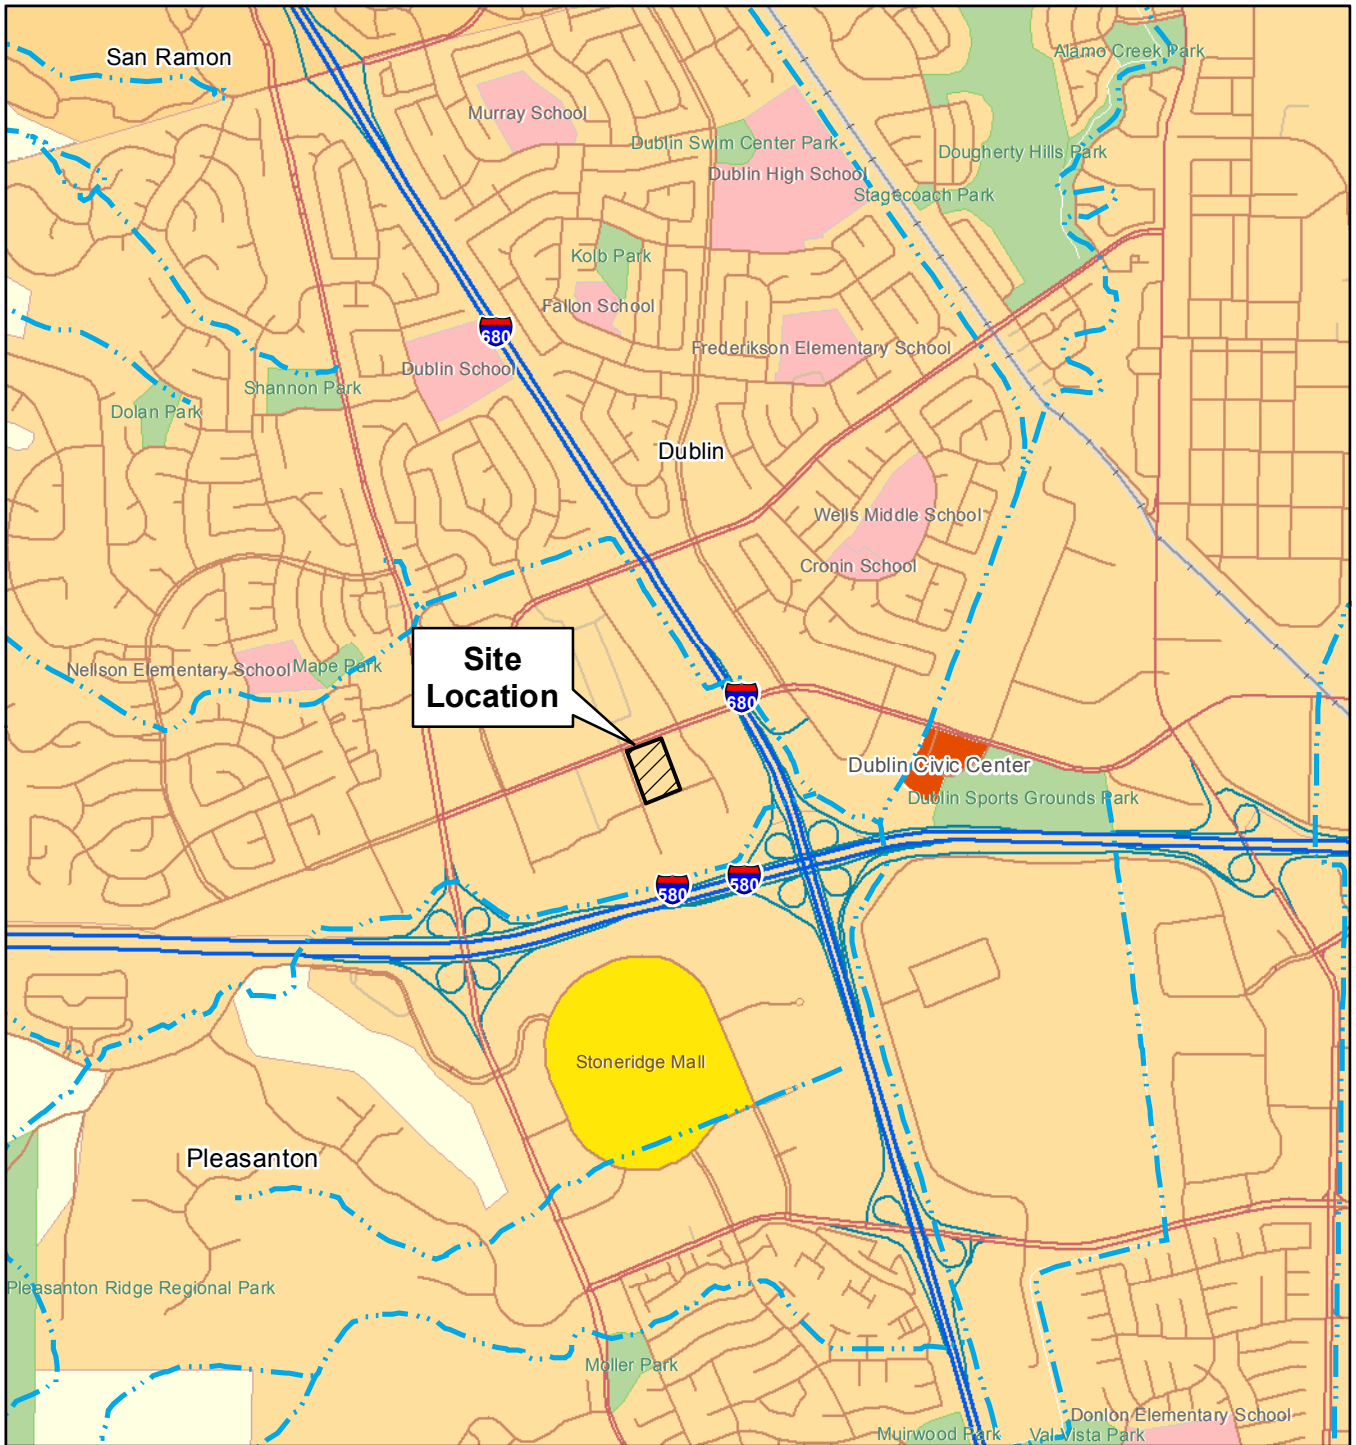 San Ramon
Alamo Creek Park
Murray School
Dublin Swim Center Park
Dougherty Hills Park
Dublin High School
Stagecoach Park
Kolb Park
Fallon School
680
Frederikson Elementary School
Dublin School
Shannon Park
Dolan Park
Dublin
Wells Middle School
Cronin School
Site
Location
Neilson Elementary School
Mape Park
680
Dublin Civic Center
Dublin Sports Grounds Park
580
580
Stoneridge Mall
Pleasanton
Pleasanton Ridge Regional Park
Moller Park
Donlon Elementary School
Muirwood Park
Val Vista Park